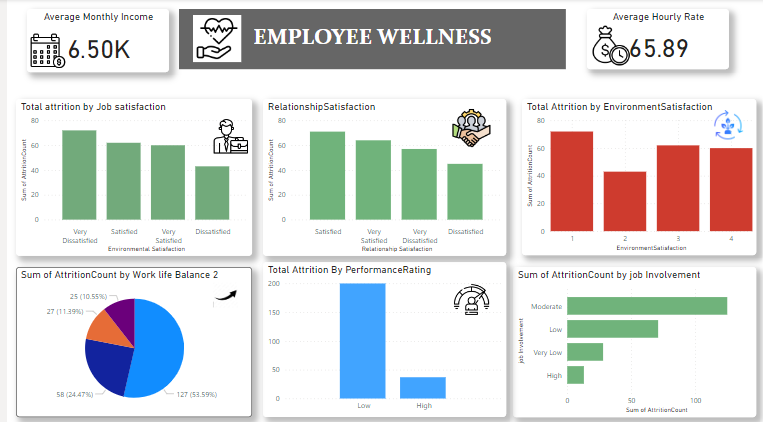 Average Monthly Income
6.50K
EMPLOYEE WELLNESS
Average Hourly Rate
65.89
Total attrition by Job satisfaction
Sum of AttritionCount
80
60
40
20
0
Very Dissatisfied
Satisfied
Very Satisfied
Dissatisfied
Environmental Satisfaction
RelationshipSatisfaction
Sum of AttritionCount
80
60
40
20
0
Satisfied
Very Satisfied
Very Dissatisfied
Dissatisfied
Relationship Satisfaction
Total Attrition by EnvironmentSatisfaction
Sum of AttritionCount
80
60
40
20
0
1
2
3
4
EnvironmentSatisfaction
Sum of AttritionCount by Work life Balance 2
25 (10.55%)
27 (11.39%)
58 (24.47%)
127 (53.59%)
Total Attrition By PerformanceRating
200
150
100
50
0
Low
High
Sum of AttritionCount by job Involvement
job Involvement
Moderate
Low
Very Low
High
0
50
100
Sum of AttritionCount